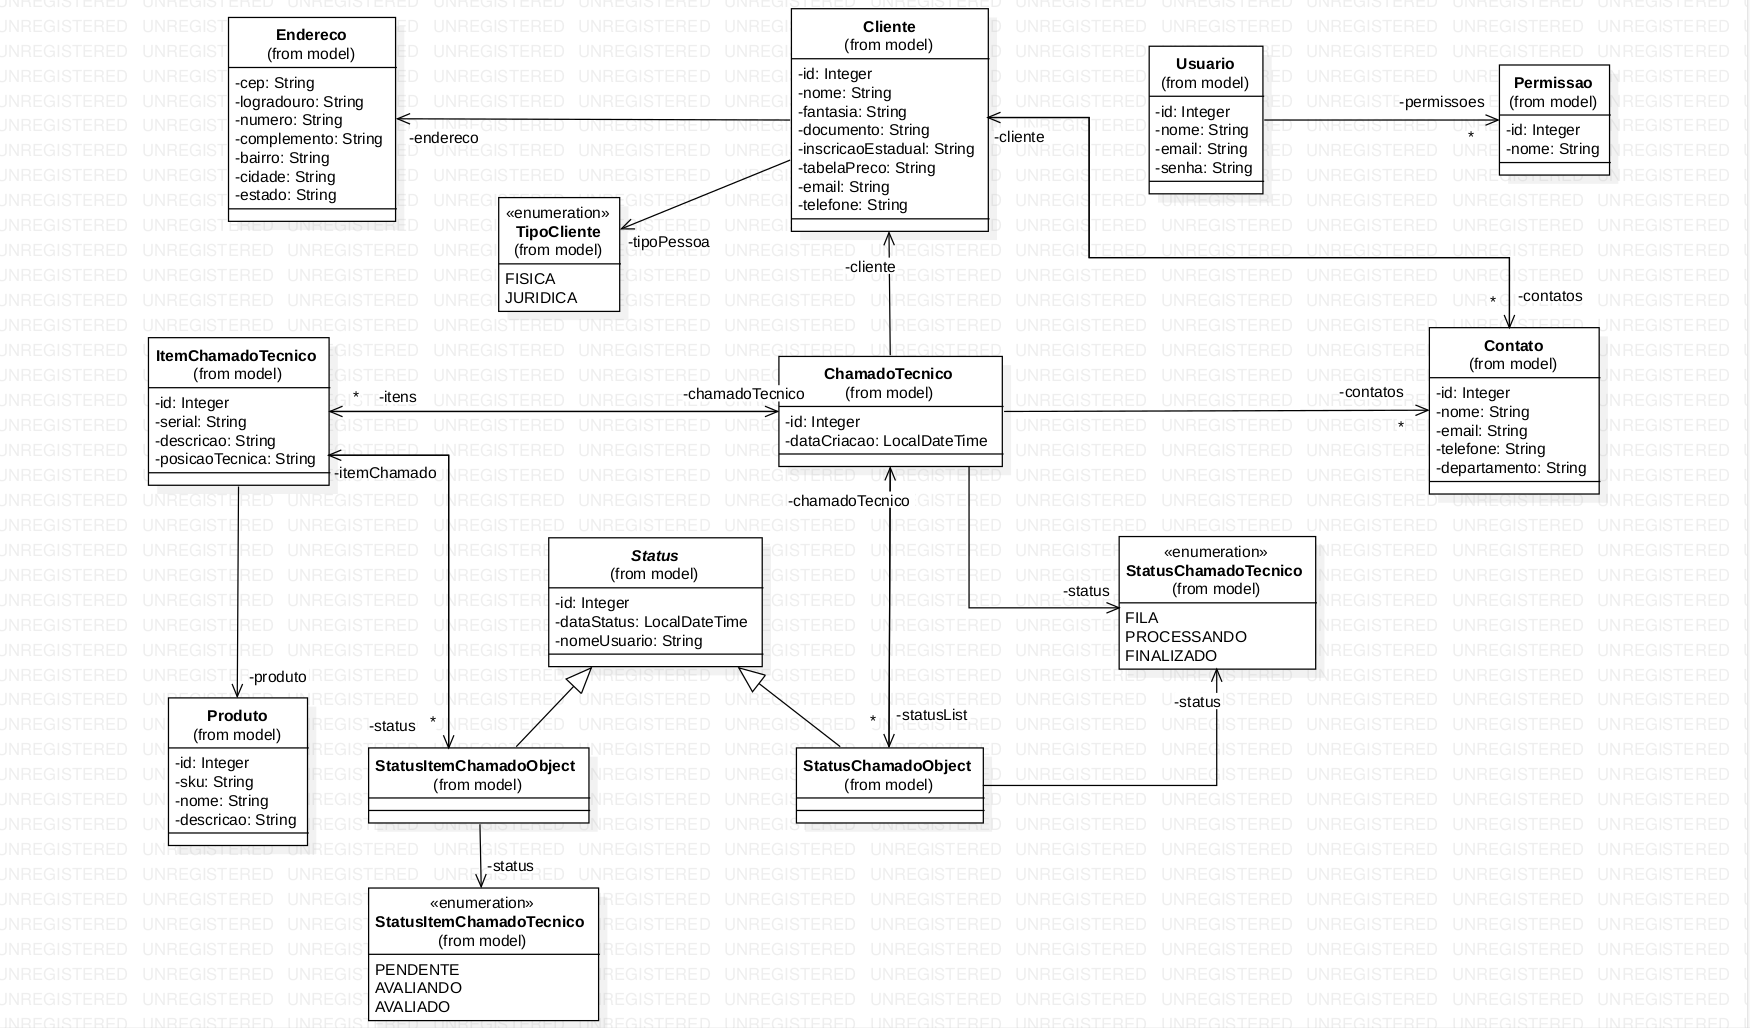 Endereco
(from model)
-cep: String
-logradouro: String
-numero: String
-complemento: String
-bairro: String
-cidade: String
-estado: String
-endereco
Cliente
(from model)
-id: Integer
-nome: String
-fantasia: String
-documento: String
-inscricaoEstadual: String
-tabelaPreco: String
-email: String
-telefone: String
-cliente
Usuario
(from model)
-id: Integer
-nome: String
-email: String
-senha: String
-permissoes
*
Permissao
(from model)
-id: Integer
-nome: String
«enumeration»
TipoCliente
(from model)
FISICA
JURIDICA
-tipoPessoa
-cliente
* -contatos
ItemChamadoTecnico
(from model)
-id: Integer
-serial: String
-descricao: String
-posicaoTecnica: String
* -itens
-chamadoTecnico
ChamadoTecnico
(from model)
-id: Integer
-dataCriacao: LocalDateTime
-contatos
*
Contato
(from model)
-id: Integer
-nome: String
-email: String
-telefone: String
-departamento: String
-itemChamado
-chamadoTecnico
Status
(from model)
-id: Integer
-dataStatus: LocalDateTime
-nomeUsuario: String
-status
«enumeration»
StatusChamadoTecnico
(from model)
FILA
PROCESSANDO
FINALIZADO
-produto
Produto
(from model)
-id: Integer
-sku: String
-nome: String
-descricao: String
-status *
* -statusList
-status
StatusItemChamadoObject
(from model)
StatusChamadoObject
(from model)
-status
«enumeration»
StatusItemChamadoTecnico
(from model)
PENDENTE
AVALIANDO
AVALIADO
UNREGISTERED